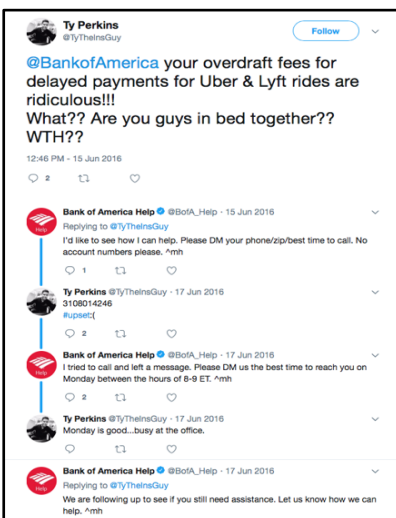 Ty Perkins
@TyTheInsGuy
Follow
@BankofAmerica your overdraft fees for
delayed payments for Uber & Lyft rides are
ridiculous!!!
What?? Are you guys in bed together??
WTH??
12:46 PM - 15 Jun 2016
2
Bank of America Help @BofA_Help · 15 Jun 2016
Replying to @TyTheInsGuy
I'd like to see how I can help. Please DM your phone/zip/best time to call. No
account numbers please. ^mh
1
Help
Ty Perkins @TyTheInsGuy · 17 Jun 2016
3108014246
#upset:(
2
Bank of America Help @BofA_Help · 17 Jun 2016
I tried to call and left a message. Please DM us the best time to reach you on
Monday between the hours of 8-9 ET. ^mh
Help
2
Ty Perkins @TyTheInsGuy · 17 Jun 2016
Monday is good...busy at the office.
Bank of America Help @BofA_Help · 17 Jun 2016
Replying to @TyTheInsGuy
Help
We are following up to see if you still need assistance. Let us know how we can
help. ^mh